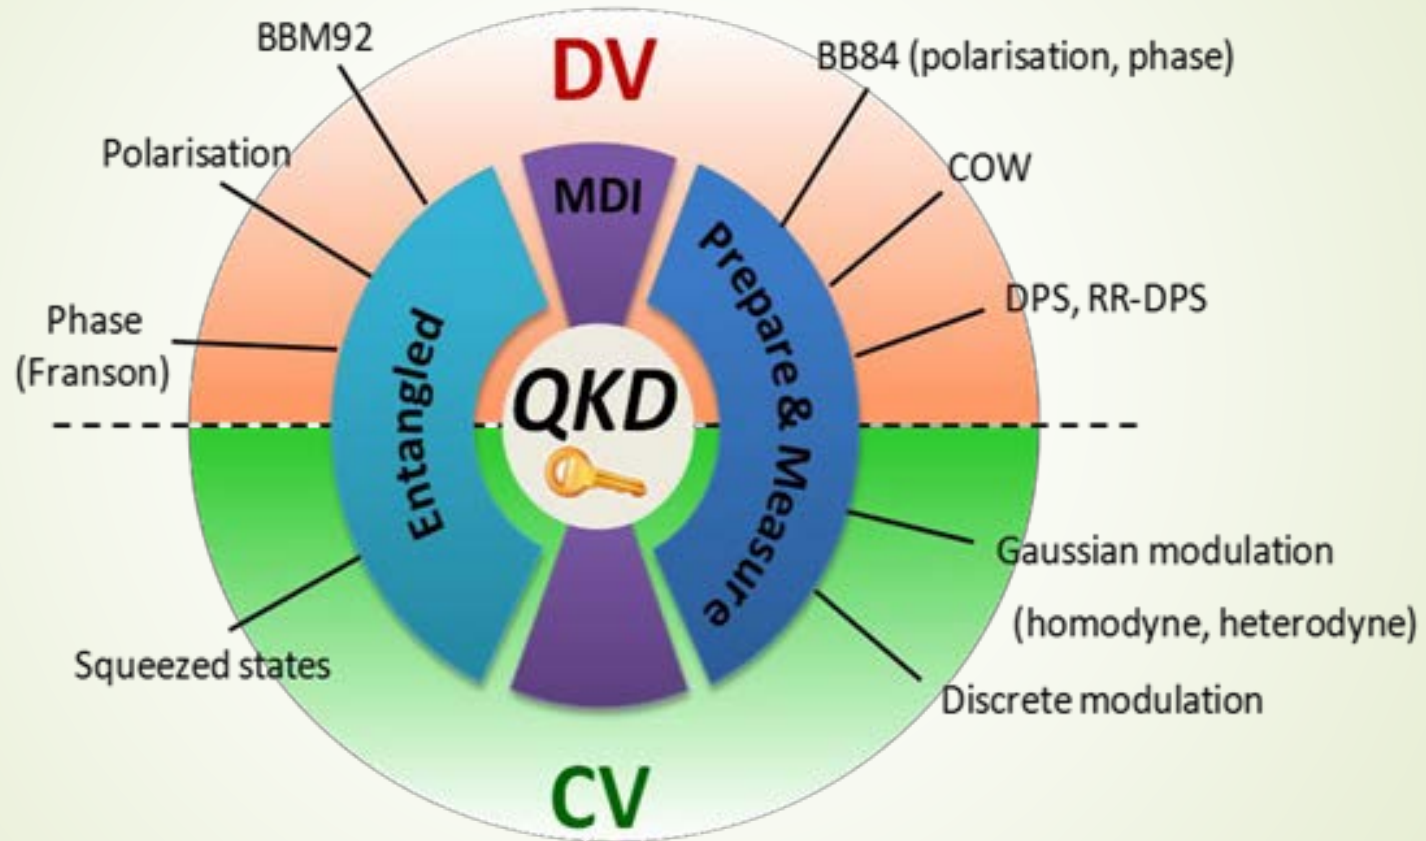 BBM92
DV
BB84 (polarisation, phase)
Polarisation
MDI
COW
Phase
(Franson)
Entangled
QKD
Prepare & Measure
DPS, RR-DPS
Gaussian modulation
(homodyne, heterodyne)
Squeezed states
Discrete modulation
CV